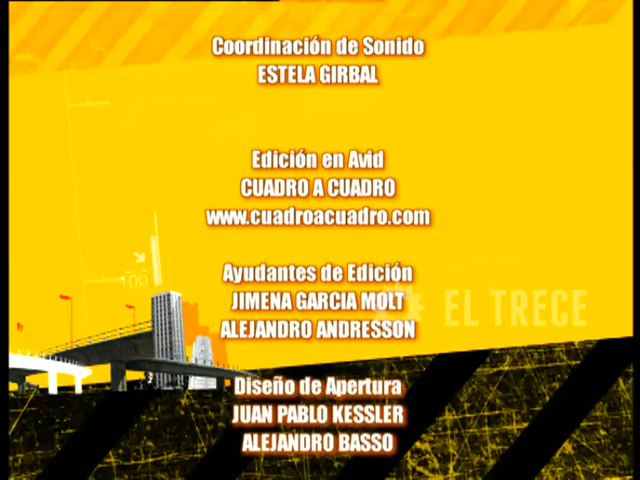 Coordinación de Sonido
ESTELA GIRBAL
Edición en Avid
CUADRO A CUADRO
www.cuadroacuadro.com
100
Ayudantes de Edición
JIMENA GARCIA MOLT
ALEJANDRO ANDRESSON
EL TRECE
Diseño de Apertura
JUAN PABLO KESSLER
ALEJANDRO BASSO